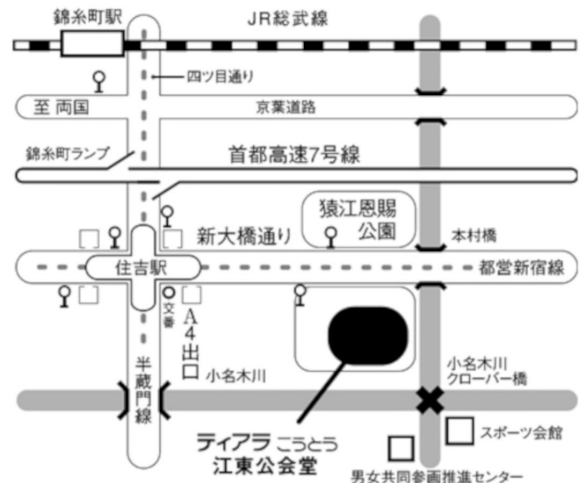 錦糸町駅
JR総武線
四ツ目通り
至 両国
京葉道路
錦糸町ランプ
首都高速7号線
猿江恩賜
公園
新大橋通り
本村橋
住吉駅
都営新宿線
交番
A4出口
半蔵門線
小名木川
小名木川
クローバー橋
ティアラ こうとう
江東公会堂
スポーツ会館
男女共同参画推進センター